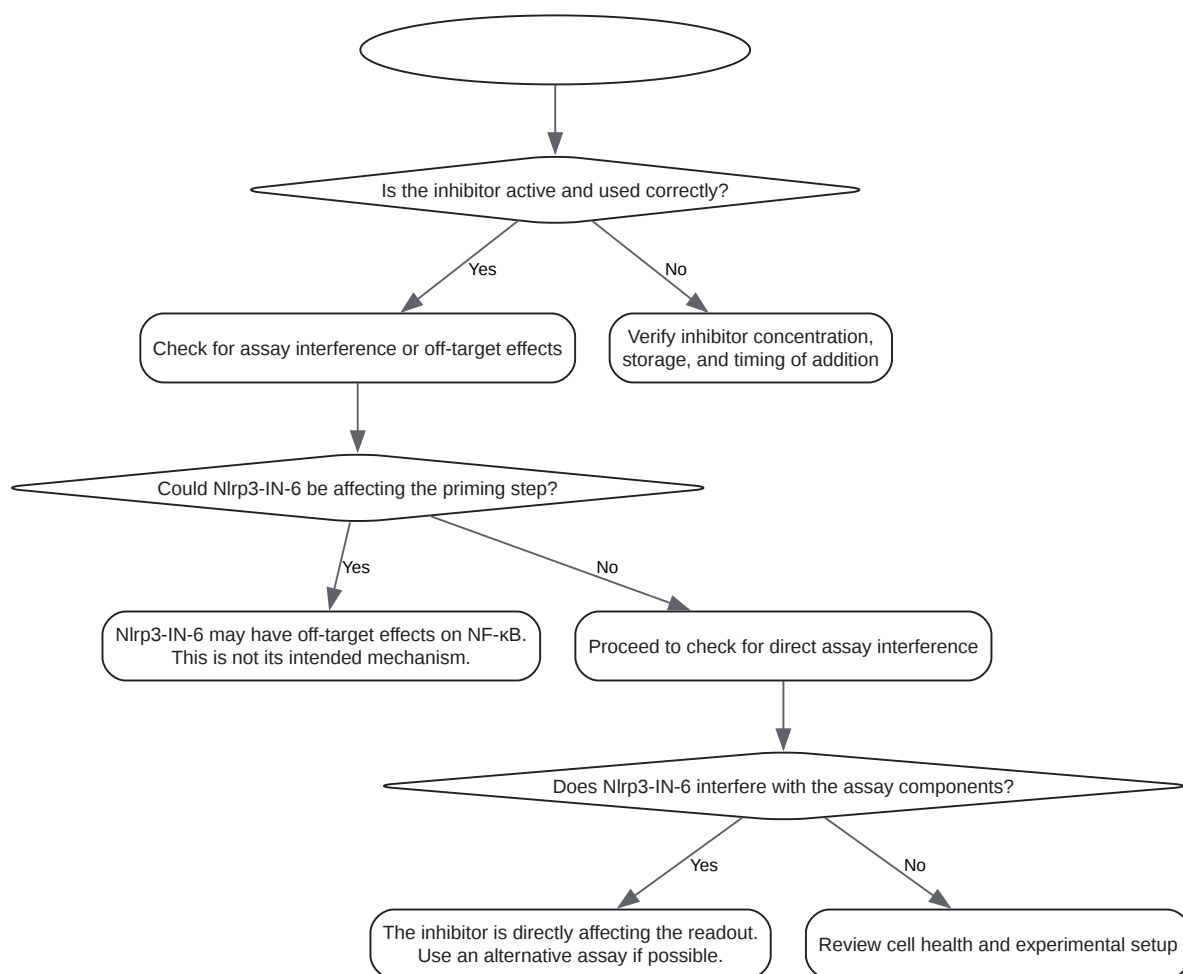 Is the inhibitor active and used correctly?
Yes
No
Check for assay interference or off-target effects
Verify inhibitor concentration,
storage, and timing of addition
Could Nlrp3-IN-6 be affecting the priming step?
Yes
No
Nlrp3-IN-6 may have off-target effects on NF-κB.
This is not its intended mechanism.
Proceed to check for direct assay interference
Does Nlrp3-IN-6 interfere with the assay components?
Yes
No
The inhibitor is directly affecting the readout.
Use an alternative assay if possible.
Review cell health and experimental setup